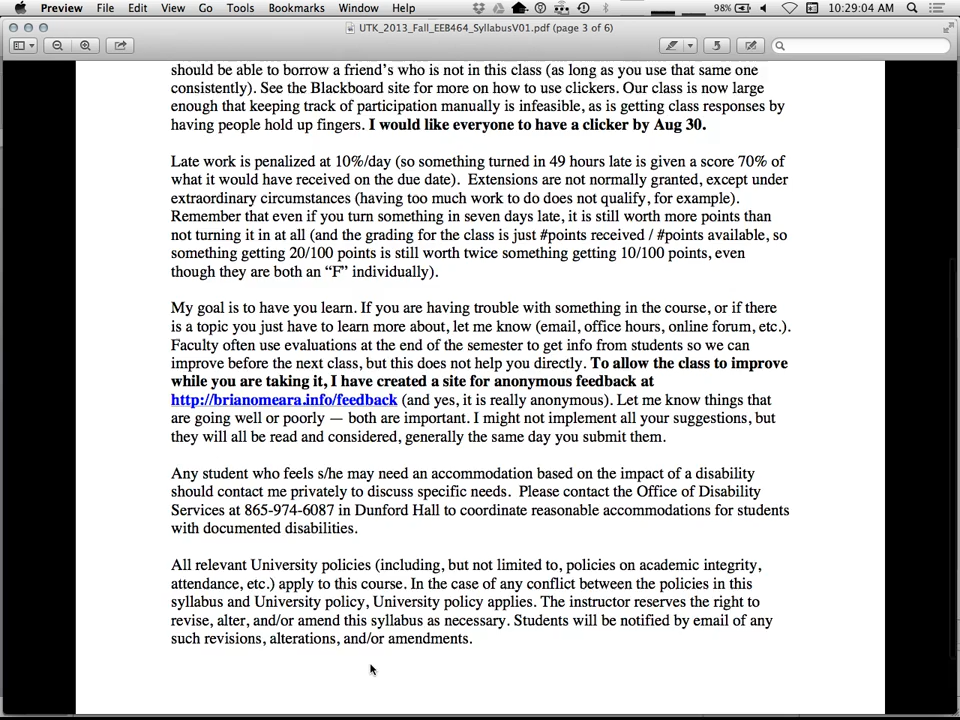 Preview File Edit View Go Tools Bookmarks Window Help 98% 10:29:04 AM
UTK_2013_Fall_EEB464_SyllabusV01.pdf (page 3 of 6)
should be able to borrow a friend's who is not in this class (as long as you use that same one
consistently). See the Blackboard site for more on how to use clickers. Our class is now large
enough that keeping track of participation manually is infeasible, as is getting class responses by
having people hold up fingers. I would like everyone to have a clicker by Aug 30.
Late work is penalized at 10%/day (so something turned in 49 hours late is given a score 70% of
what it would have received on the due date). Extensions are not normally granted, except under
extraordinary circumstances (having too much work to do does not qualify, for example).
Remember that even if you turn something in seven days late, it is still worth more points than
not turning it in at all (and the grading for the class is just #points received / #points available, so
something getting 20/100 points is still worth twice something getting 10/100 points, even
though they are both an “F” individually).
My goal is to have you learn. If you are having trouble with something in the course, or if there
is a topic you just have to learn more about, let me know (email, office hours, online forum, etc.).
Faculty often use evaluations at the end of the semester to get info from students so we can
improve before the next class, but this does not help you directly. To allow the class to improve
while you are taking it, I have created a site for anonymous feedback at
http://brianomeara.info/feedback (and yes, it is really anonymous). Let me know things that
are going well or poorly — both are important. I might not implement all your suggestions, but
they will all be read and considered, generally the same day you submit them.
Any student who feels s/he may need an accommodation based on the impact of a disability
should contact me privately to discuss specific needs. Please contact the Office of Disability
Services at 865-974-6087 in Dunford Hall to coordinate reasonable accommodations for students
with documented disabilities.
All relevant University policies (including, but not limited to, policies on academic integrity,
attendance, etc.) apply to this course. In the case of any conflict between the policies in this
syllabus and University policy, University policy applies. The instructor reserves the right to
revise, alter, and/or amend this syllabus as necessary. Students will be notified by email of any
such revisions, alterations, and/or amendments.